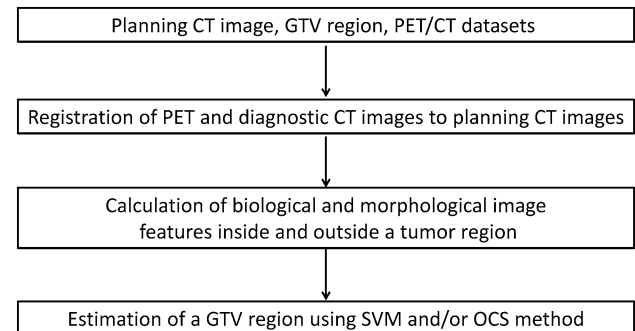 Planning CT image, GTV region, PET/CT datasets
Registration of PET and diagnostic CT images to planning CT images
Calculation of biological and morphological image
features inside and outside a tumor region
Estimation of a GTV region using SVM and/or OCS method